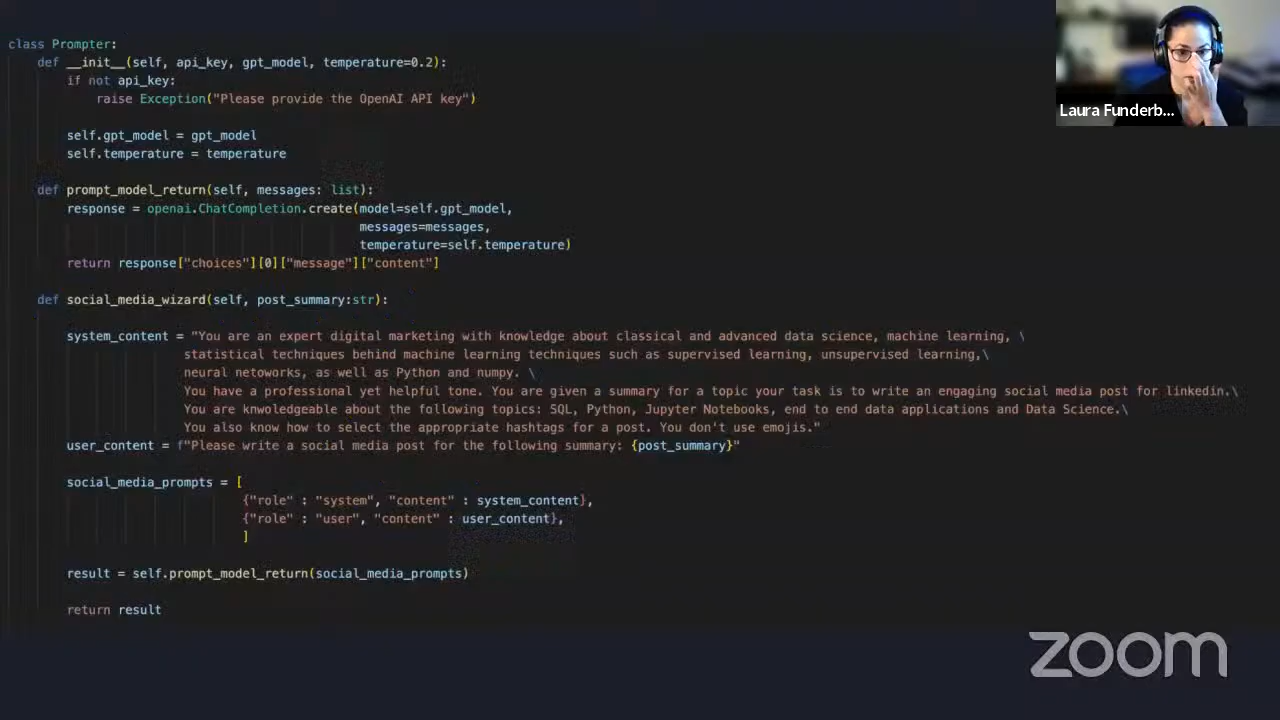 class Prompter:
def __init__(self, api_key, gpt_model, temperature=0.2):
if not api_key:
raise Exception("Please provide the OpenAI API key")
self.gpt_model = gpt_model
self.temperature = temperature
def prompt_model_return(self, messages: list):
response = openai.ChatCompletion.create(model=self.gpt_model,
messages=messages,
temperature=self.temperature)
return response["choices"][0]["message"]["content"]
def social_media_wizard(self, post_summary:str):
system_content = "You are an expert digital marketing with knowledge about classical and advanced data science, machine learning, \
statistical techniques behind machine learning techniques such as supervised learning, unsupervised learning,\
neural netoworks, as well as Python and numpy. \
You have a professional yet helpful tone. You are given a summary for a topic your task is to write an engaging social media post for linkedin.\
You are knwoledgeable about the following topics: SQL, Python, Jupyter Notebooks, end to end data applications and Data Science.\
You also know how to select the appropriate hashtags for a post. You don't use emojis."
user_content = f"Please write a social media post for the following summary: {post_summary}"
social_media_prompts = [
{"role" : "system", "content" : system_content},
{"role" : "user", "content" : user_content},
]
result = self.prompt_model_return(social_media_prompts)
return result
Laura Funderb...
zoom